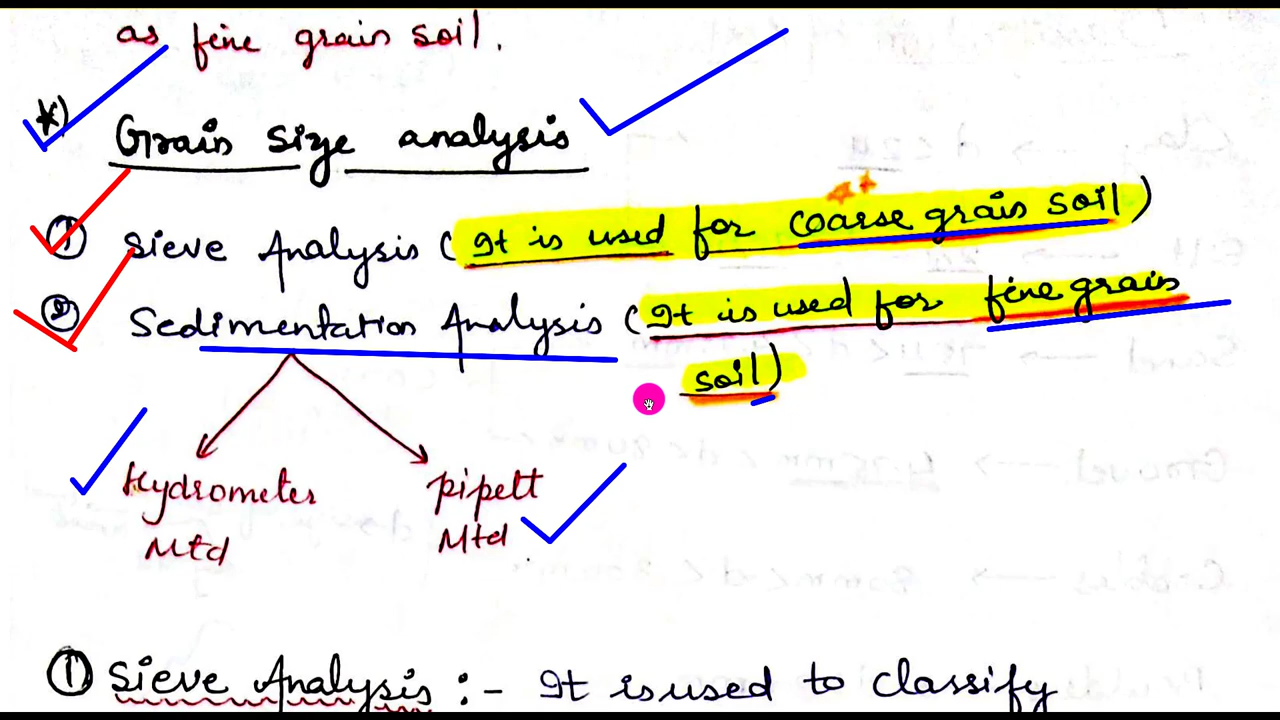 as fine grain soil.
*) Grain Size analysis
① Sieve Analysis (It is used for coarse grain soil)
② Sedimentation Analysis (It is used for fine grain
soil)
Hydrometer pipett
Mtd Mtd
① Sieve Analysis :- It is used to classify